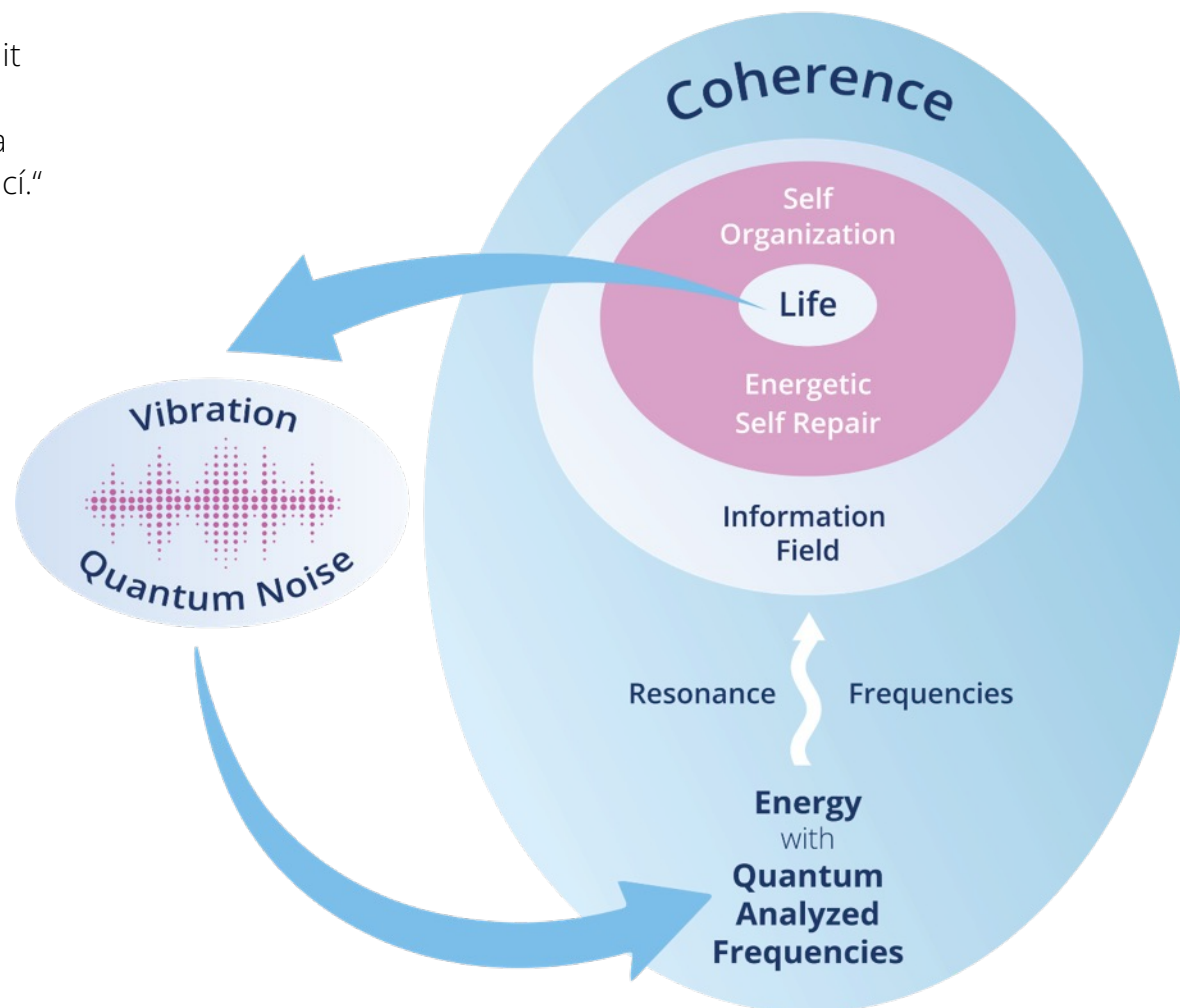 it
a
cí.“
Coherence
Self
Organization
Life
Energetic
Self Repair
Information
Field
Vibration
Quantum Noise
Resonance Frequencies
Energy
with
Quantum
Analyzed
Frequencies